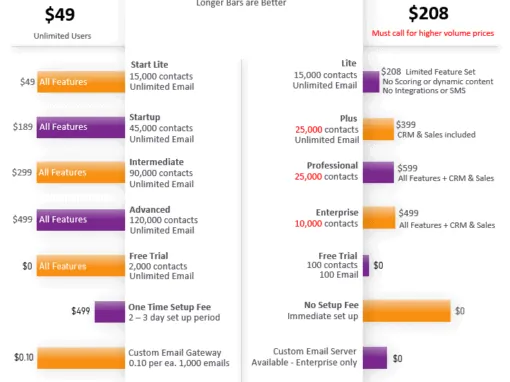 Longer Bars are Better
$49
Unlimited Users
$208
Must call for higher volume prices
$49
All Features
Start Lite
15,000 contacts
Unlimited Email
Lite
15,000 contacts
Unlimited Email
$208 Limited Feature Set
No Scoring or dynamic content
No Integrations or SMS
$189
All Features
Startup
45,000 contacts
Unlimited Email
Plus
25,000 contacts
Unlimited Email
$399
CRM & Sales included
$299
All Features
Intermediate
90,000 contacts
Unlimited Email
Professional
25,000 contacts
$599
All Features + CRM & Sales
$499
All Features
Advanced
120,000 contacts
Unlimited Email
Enterprise
10,000 contacts
$499
All Features + CRM & Sales
$0
All Features
Free Trial
2,000 contacts
Unlimited Email
Free Trial
100 contacts
100 Email
$0
$499
One Time Setup Fee
2 – 3 day set up period
No Setup Fee
Immediate set up
$0
$0.10
Custom Email Gateway
0.10 per ea. 1,000 emails
Custom Email Server
Available - Enterprise only
$0